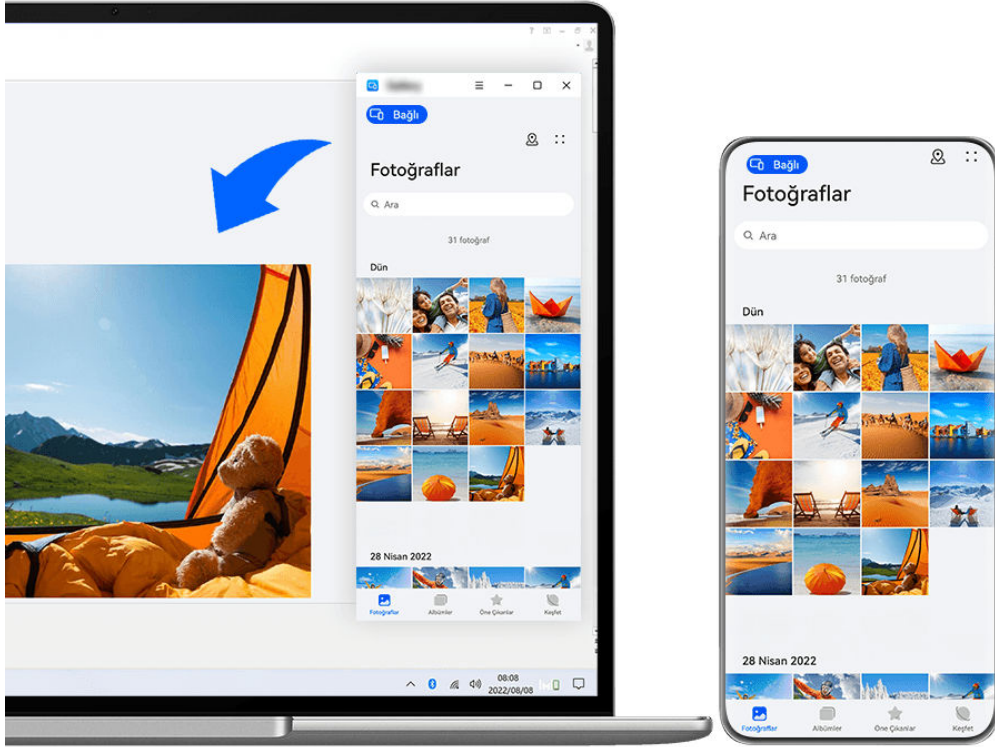 Bağlı
Fotoğraflar
Ara
31 fotoğraf
Dün
28 Nisan 2022
Fotoğraflar
Albümler
Öne Çıkanlar
Keşfet
08:08
2022/08/08
Bağlı
Fotoğraflar
Ara
31 fotoğraf
Dün
28 Nisan 2022
Fotoğraflar
Albümler
Öne Çıkanlar
Keşfet